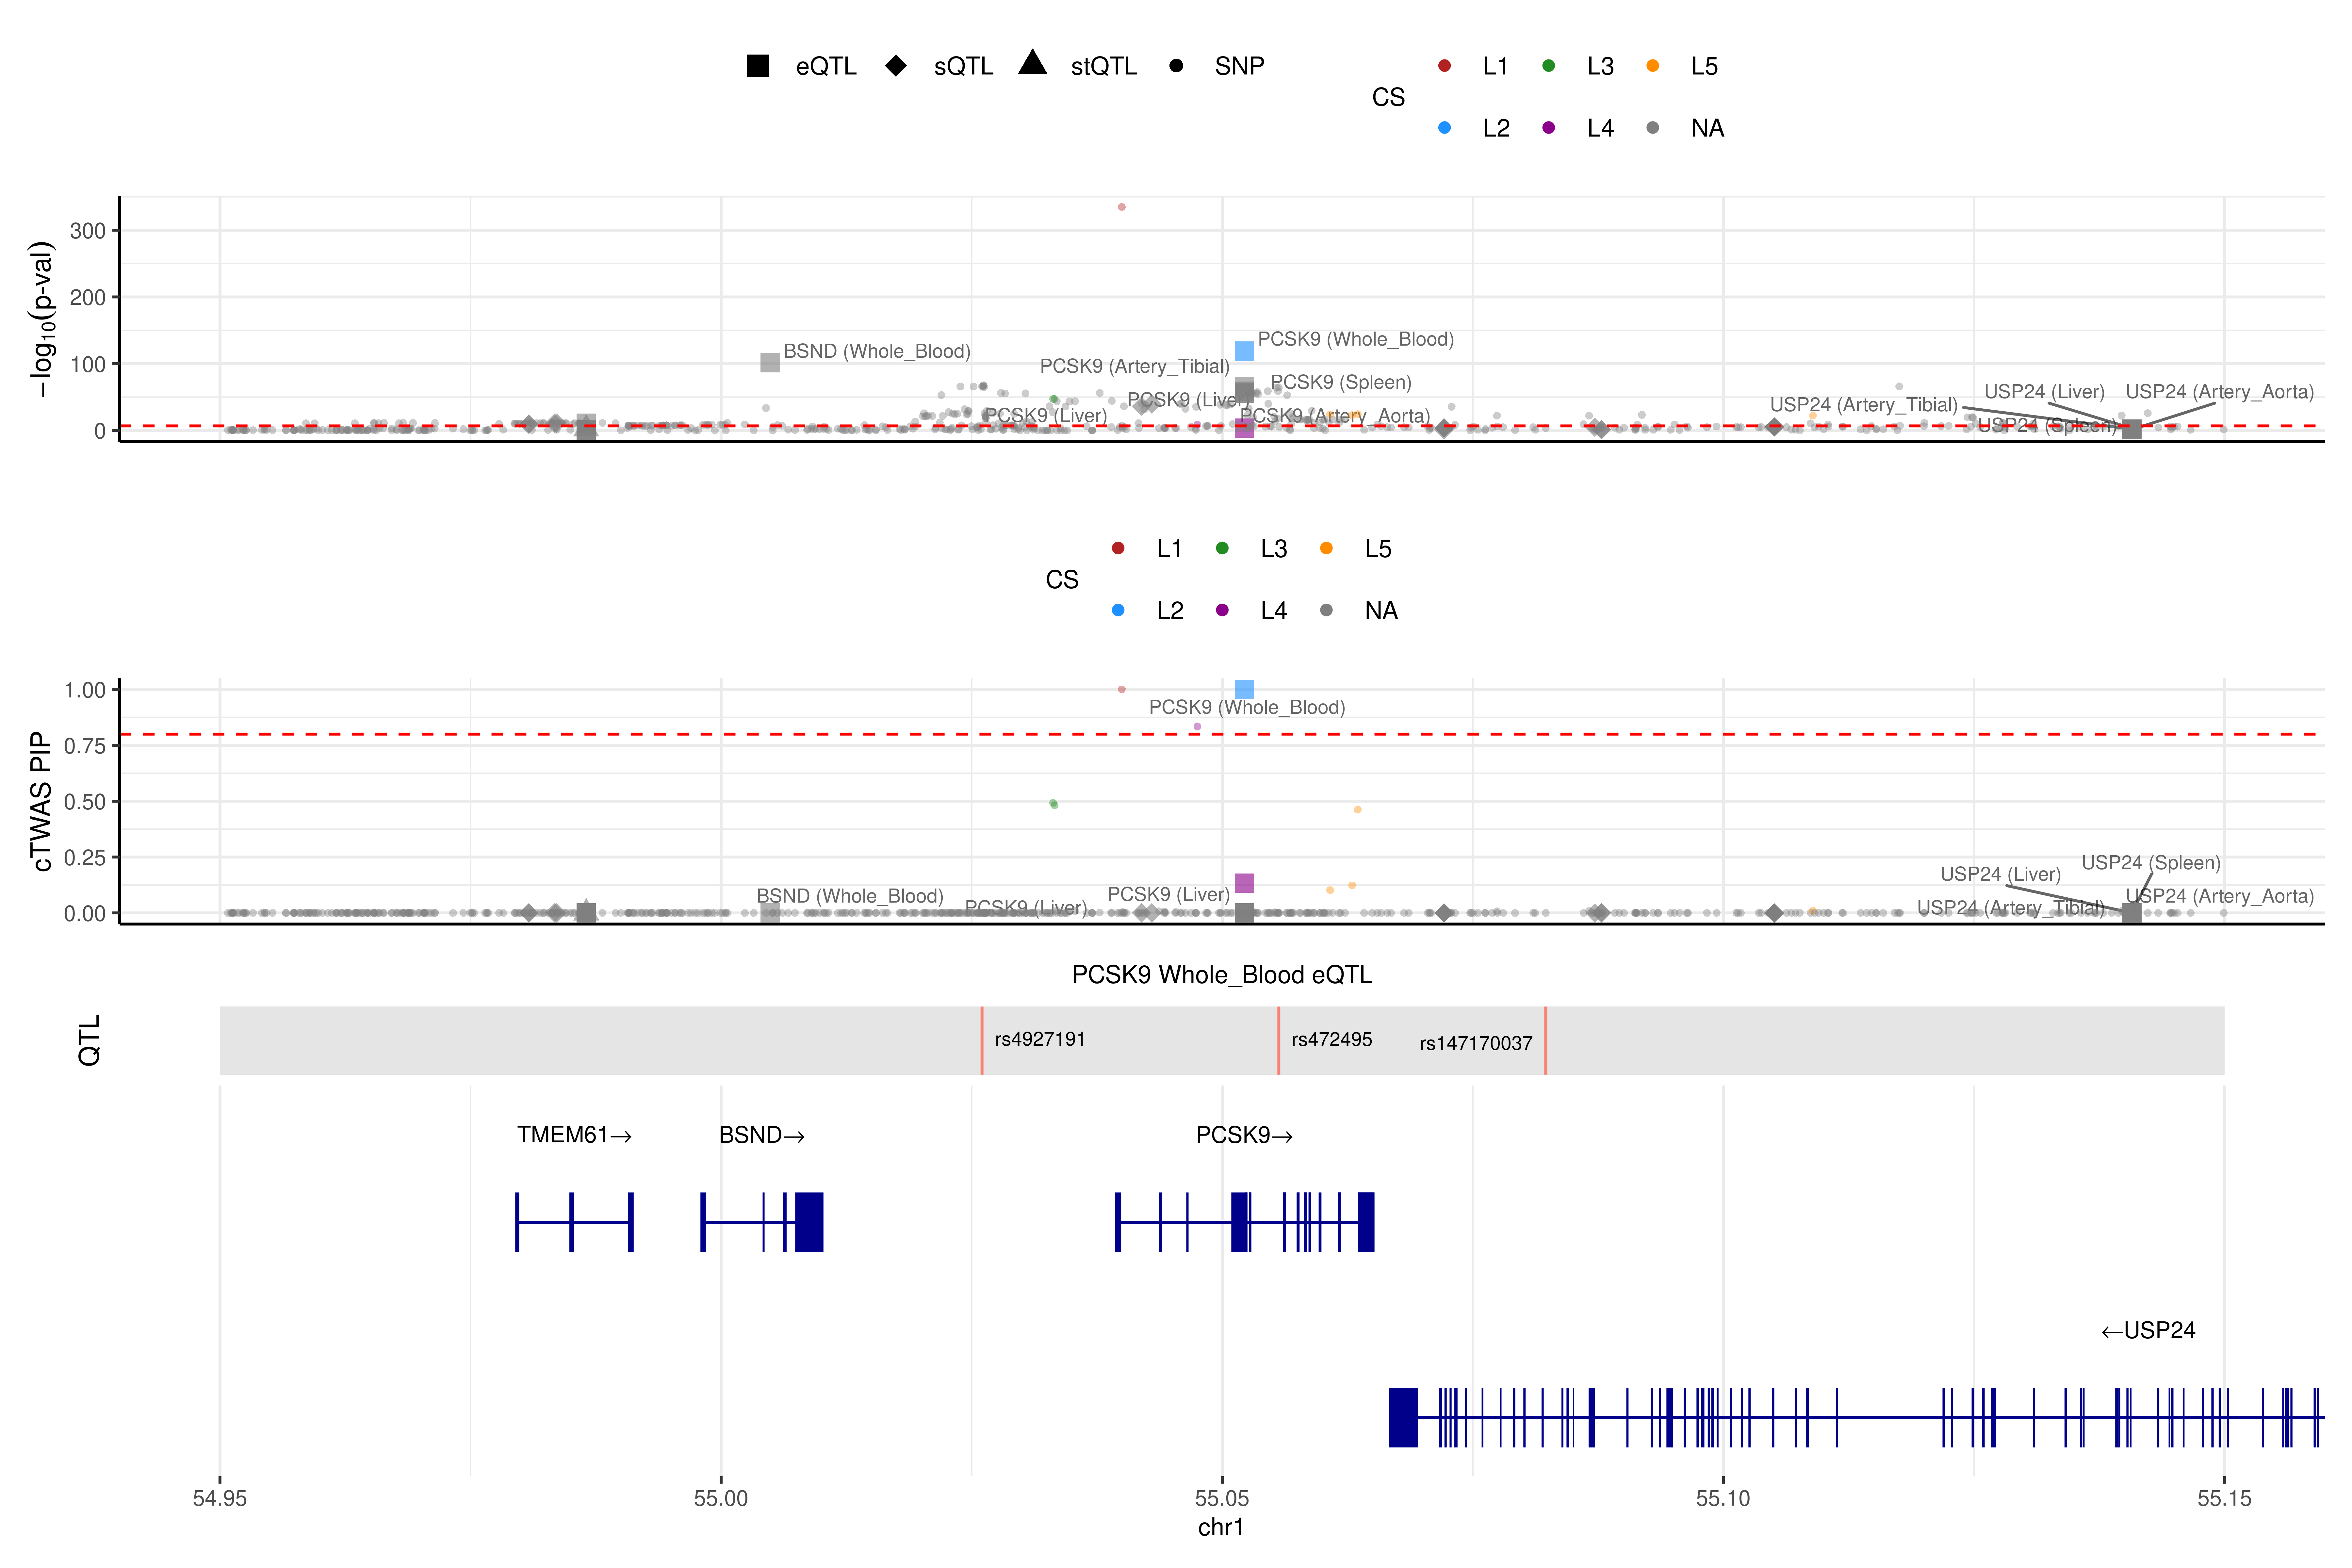 eQTL sQTL stQTL SNP
CS
L1 L3 L5
L2 L4 NA
−log10(p-val)
300
200
100
0
BSND (Whole_Blood)
PCSK9 (Whole_Blood)
PCSK9 (Artery_Tibial)
PCSK9 (Spleen)
PCSK9 (Liver)
PCSK9 (Liver)
PCSK9 (Artery_Aorta)
USP24 (Liver)
USP24 (Artery_Aorta)
USP24 (Artery_Tibial)
USP24 (Spleen)
CS
L1 L3 L5
L2 L4 NA
cTWAS PIP
1.00
0.75
0.50
0.25
0.00
PCSK9 (Whole_Blood)
BSND (Whole_Blood)
PCSK9 (Liver)
PCSK9 (Liver)
USP24 (Liver)
USP24 (Spleen)
USP24 (Artery_Aorta)
USP24 (Artery_Tibial)
PCSK9 Whole_Blood eQTL
QTL
rs4927191
rs472495
rs147170037
TMEM61→
BSND→
PCSK9→
←USP24
54.95 55.00 55.05 55.10 55.15
chr1